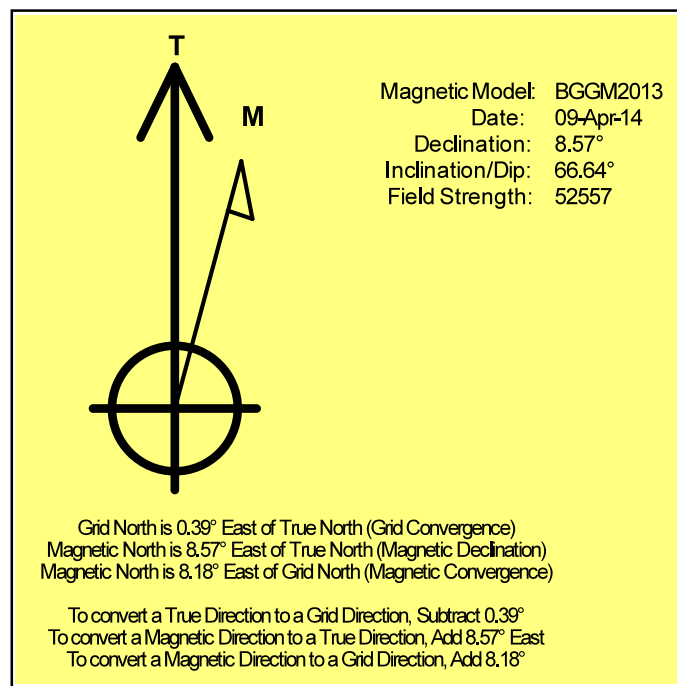 T
M
Magnetic Model: BGGM2013
Date: 09-Apr-14
Declination: 8.57°
Inclination/Dip: 66.64°
Field Strength: 52557
Grid North is 0.39° East of True North (Grid Convergence)
Magnetic North is 8.57° East of True North (Magnetic Declination)
Magnetic North is 8.18° East of Grid North (Magnetic Convergence)
To convert a True Direction to a Grid Direction, Subtract 0.39°
To convert a Magnetic Direction to a True Direction, Add 8.57° East
To convert a Magnetic Direction to a Grid Direction, Add 8.18°